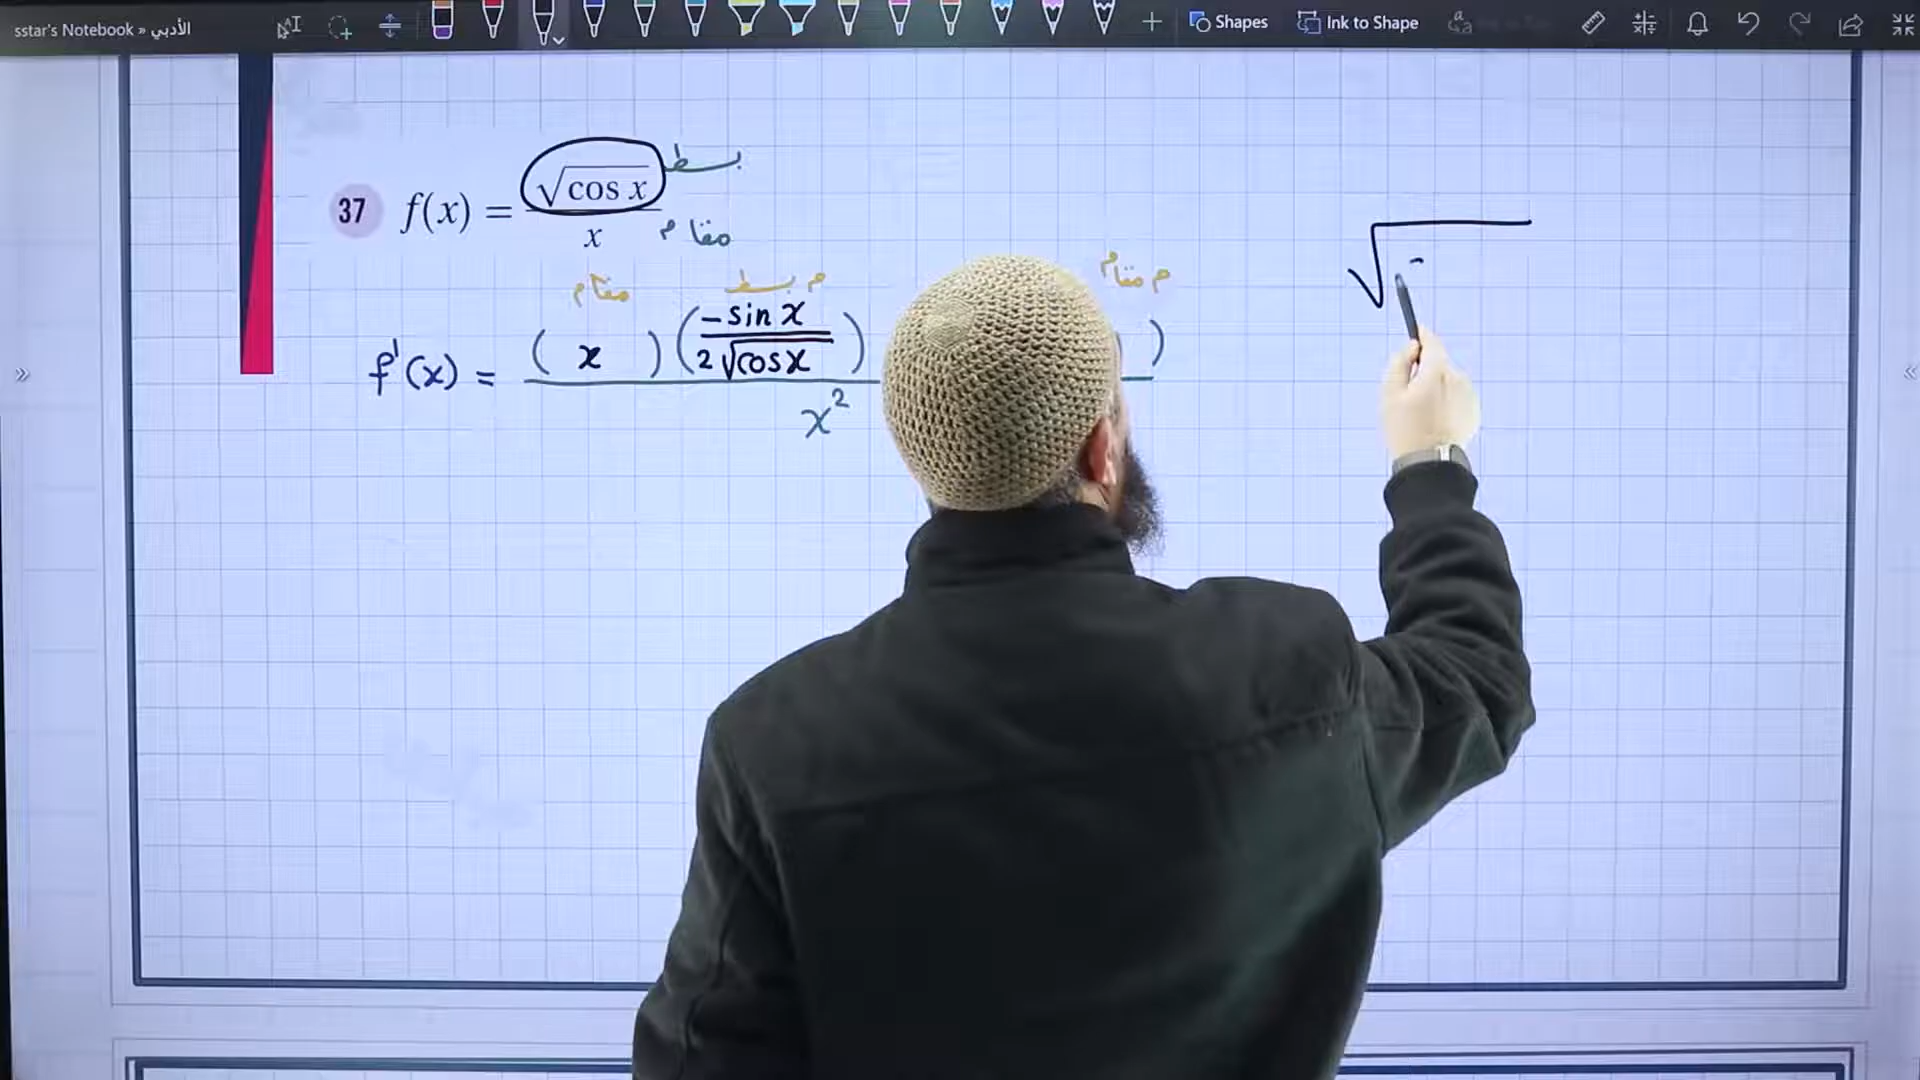 sstar's Notebook » الأدبي
Shapes
Ink to Shape
37 f(x) = √cos x / x
بسط
مقام
مقام م بسط م مقام
f'(x) = ( x ) ( -sin x / 2√cos x ) )
x²
√